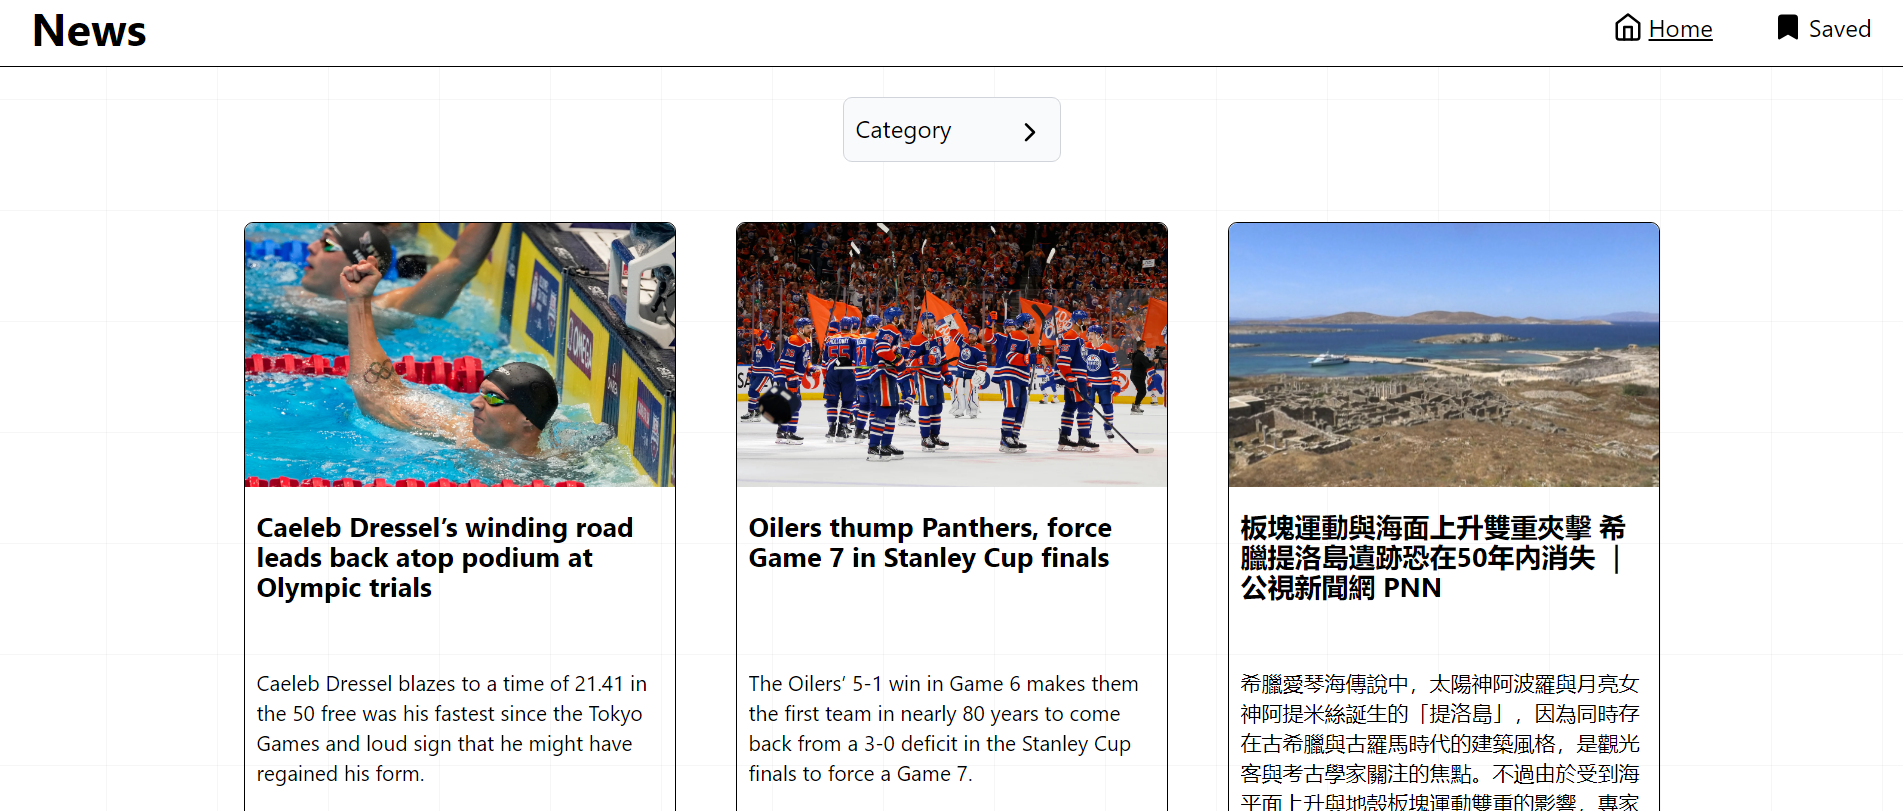 News
Home
Saved
Category
Caeleb Dressel’s winding road
leads back atop podium at
Olympic trials
Caeleb Dressel blazes to a time of 21.41 in
the 50 free was his fastest since the Tokyo
Games and loud sign that he might have
regained his form.
OMEGA
Oilers thump Panthers, force
Game 7 in Stanley Cup finals
The Oilers’ 5-1 win in Game 6 makes them
the first team in nearly 80 years to come
back from a 3-0 deficit in the Stanley Cup
finals to force a Game 7.
板塊運動與海面上升雙重夾擊 希
臘提洛島遺跡恐在50年內消失 ｜
公視新聞網 PNN
希臘愛琴海傳說中，太陽神阿波羅與月亮女
神阿提米絲誕生的「提洛島」，因為同時存
在古希臘與古羅馬時代的建築風格，是觀光
客與考古學家關注的焦點。不過由於受到海
平面上升與地殼板塊運動雙重的影響，專家